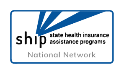 ship state health insurance
assistance programs
National Network